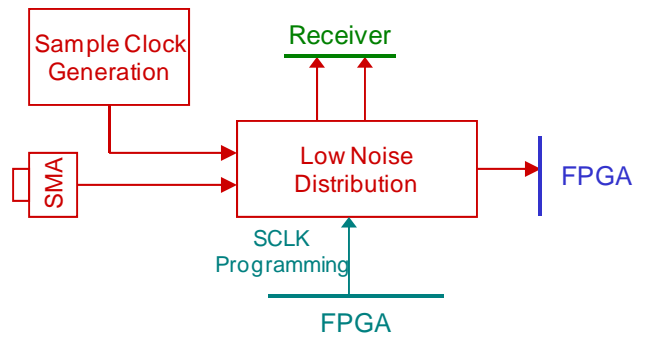 Sample Clock
Generation
Receiver
Low Noise
Distribution
SMA
FPGA
SCLK
Programming
FPGA